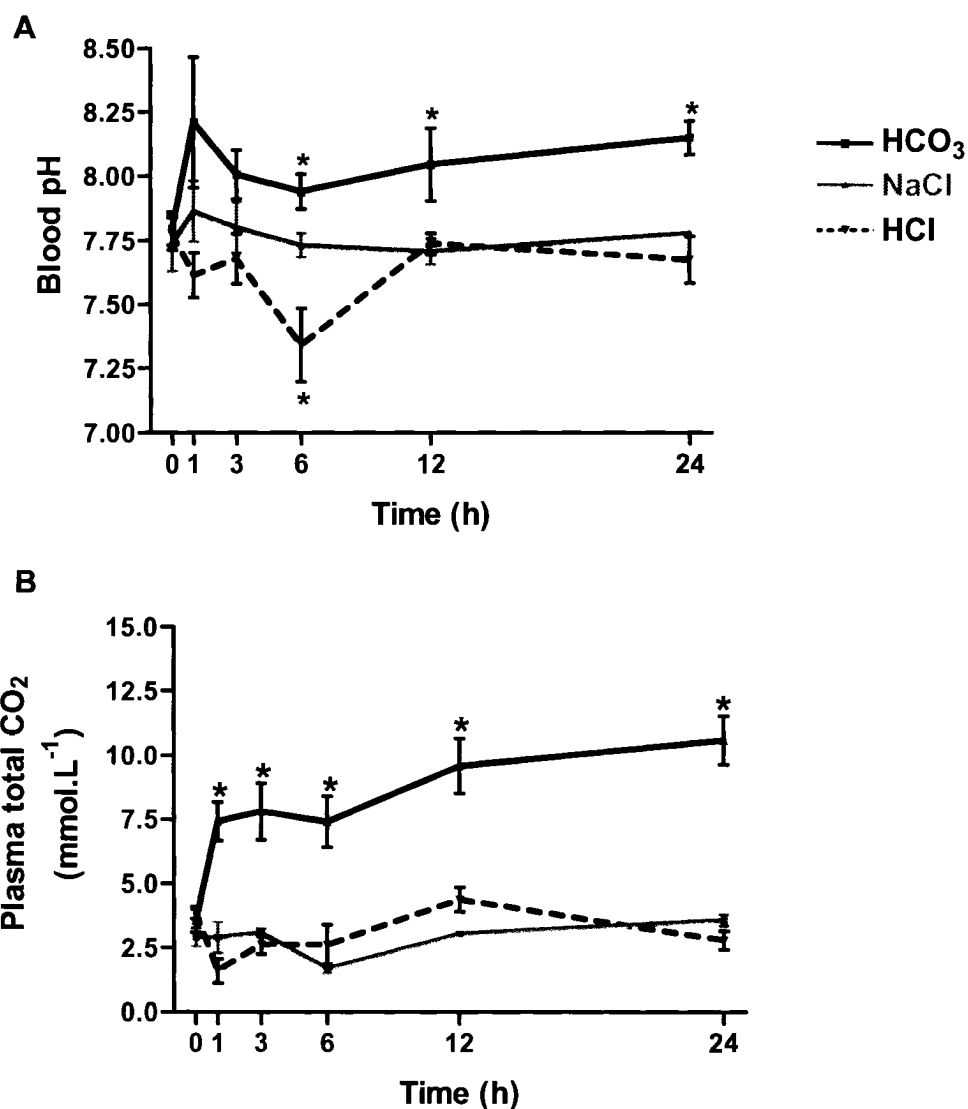 A
8.50
8.25
8.00
7.75
7.50
7.25
7.00
Blood pH
* * *
*
0 1 3 6 12 24
Time (h)
HCO₃
NaCl
HCl
B
15.0
12.5
10.0
7.5
5.0
2.5
0.0
Plasma total CO₂
(mmol.L⁻¹)
* * * * *
0 1 3 6 12 24
Time (h)